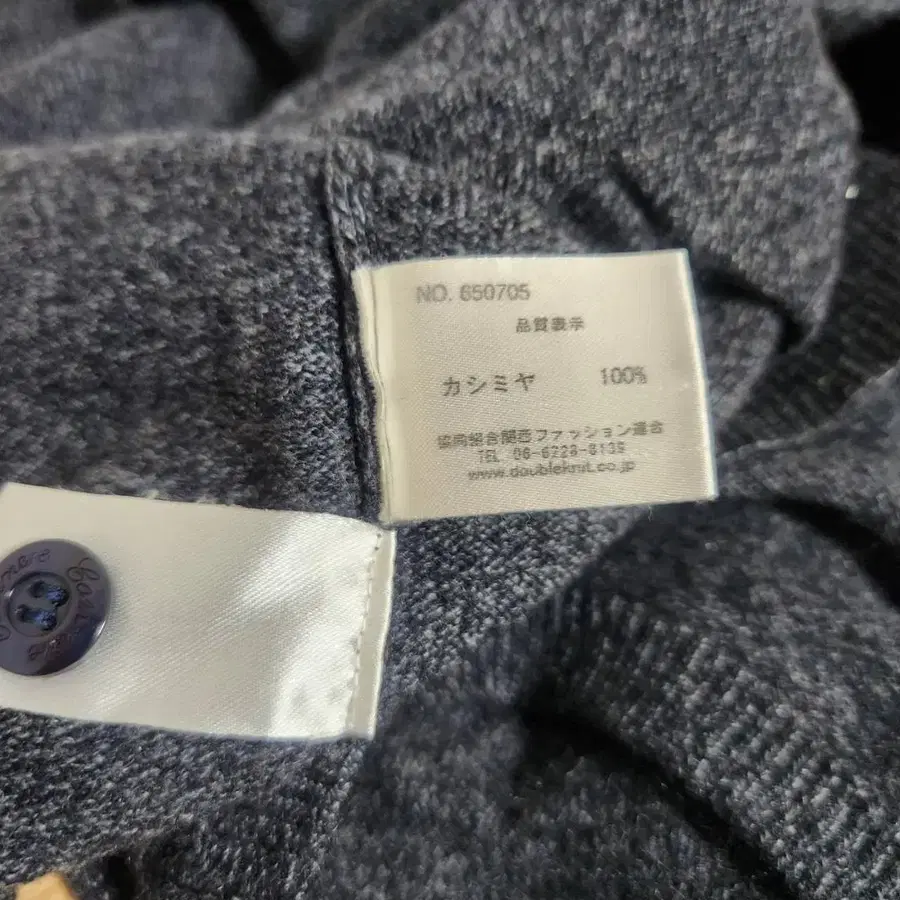 NO. 650705
品質表示
カシミヤ 100%
協同組合関西ファッション連合
TEL 06-6228-6139
www.doubleknit.co.jp